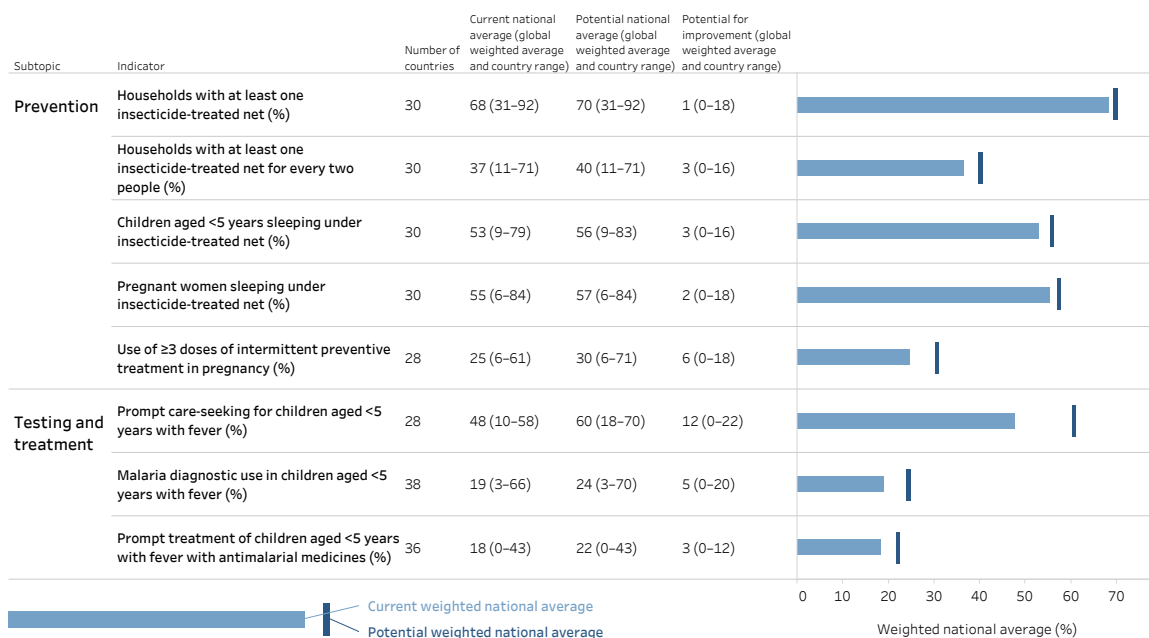 Subtopic
Indicator
Number of
countries
Current national
average (global
weighted average
and country range)
Potential national
average (global
weighted average
and country range)
Potential for
improvement (global
weighted average
and country range)
Prevention
Households with at least one
insecticide-treated net (%)
30
68 (31–92)
70 (31–92)
1 (0–18)
Households with at least one
insecticide-treated net for every two
people (%)
30
37 (11–71)
40 (11–71)
3 (0–16)
Children aged <5 years sleeping under
insecticide-treated net (%)
30
53 (9–79)
56 (9–83)
3 (0–16)
Pregnant women sleeping under
insecticide-treated net (%)
30
55 (6–84)
57 (6–84)
2 (0–18)
Use of ≥3 doses of intermittent preventive
treatment in pregnancy (%)
28
25 (6–61)
30 (6–71)
6 (0–18)
Testing and
treatment
Prompt care-seeking for children aged <5
years with fever (%)
28
48 (10–58)
60 (18–70)
12 (0–22)
Malaria diagnostic use in children aged <5
years with fever (%)
38
19 (3–66)
24 (3–70)
5 (0–20)
Prompt treatment of children aged <5 years
with fever with antimalarial medicines (%)
36
18 (0–43)
22 (0–43)
3 (0–12)
0 10 20 30 40 50 60 70
Weighted national average (%)
Current weighted national average
Potential weighted national average